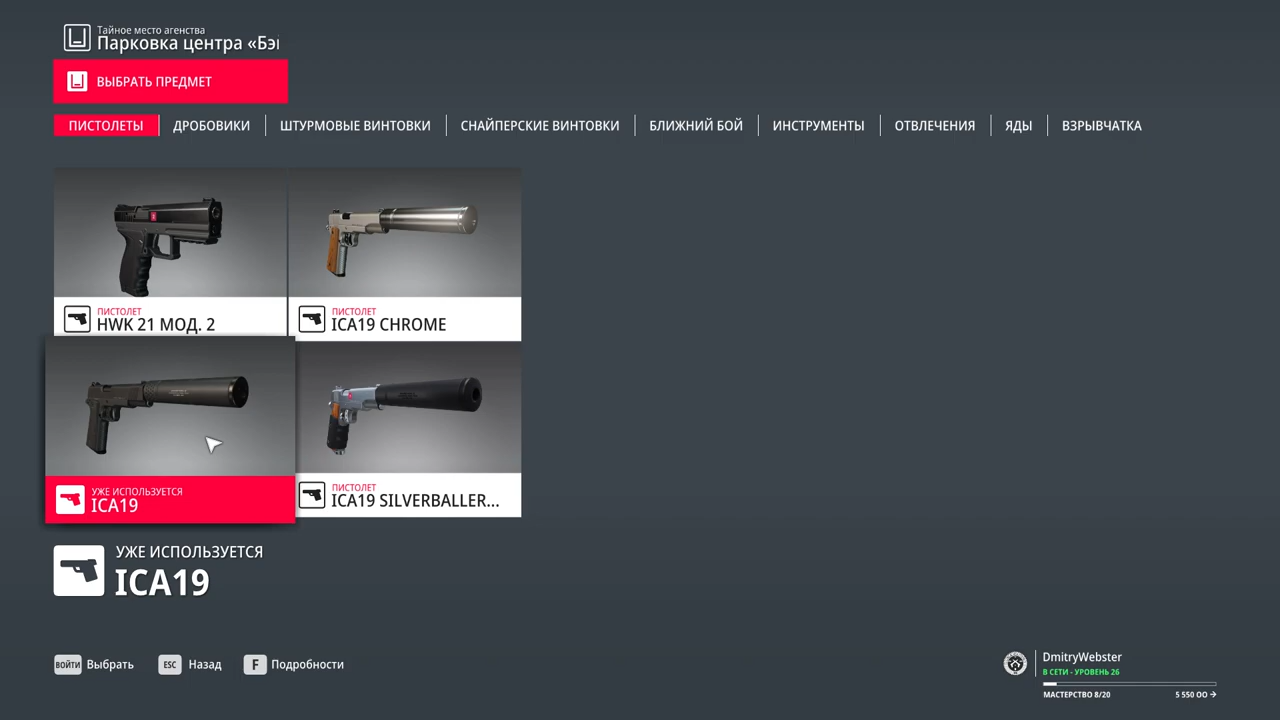 Тайное место агенства
Парковка центра «Бэ
ВЫБРАТЬ ПРЕДМЕТ
ПИСТОЛЕТЫ ДРОБОВИКИ ШТУРМОВЫЕ ВИНТОВКИ СНАЙПЕРСКИЕ ВИНТОВКИ БЛИЖНИЙ БОЙ ИНСТРУМЕНТЫ ОТВЛЕЧЕНИЯ ЯДЫ ВЗРЫВЧАТКА
ПИСТОЛЕТ
HWK 21 МОД. 2
ПИСТОЛЕТ
ICA19 CHROME
УЖЕ ИСПОЛЬЗУЕТСЯ
ICA19
ПИСТОЛЕТ
ICA19 SILVERBALLER...
УЖЕ ИСПОЛЬЗУЕТСЯ
ICA19
ВОЙТИ Выбрать ESC Назад F Подробности
DmitryWebster
В СЕТИ - УРОВЕНЬ 26
МАСТЕРСТВО 8/20 5 550 ОО →